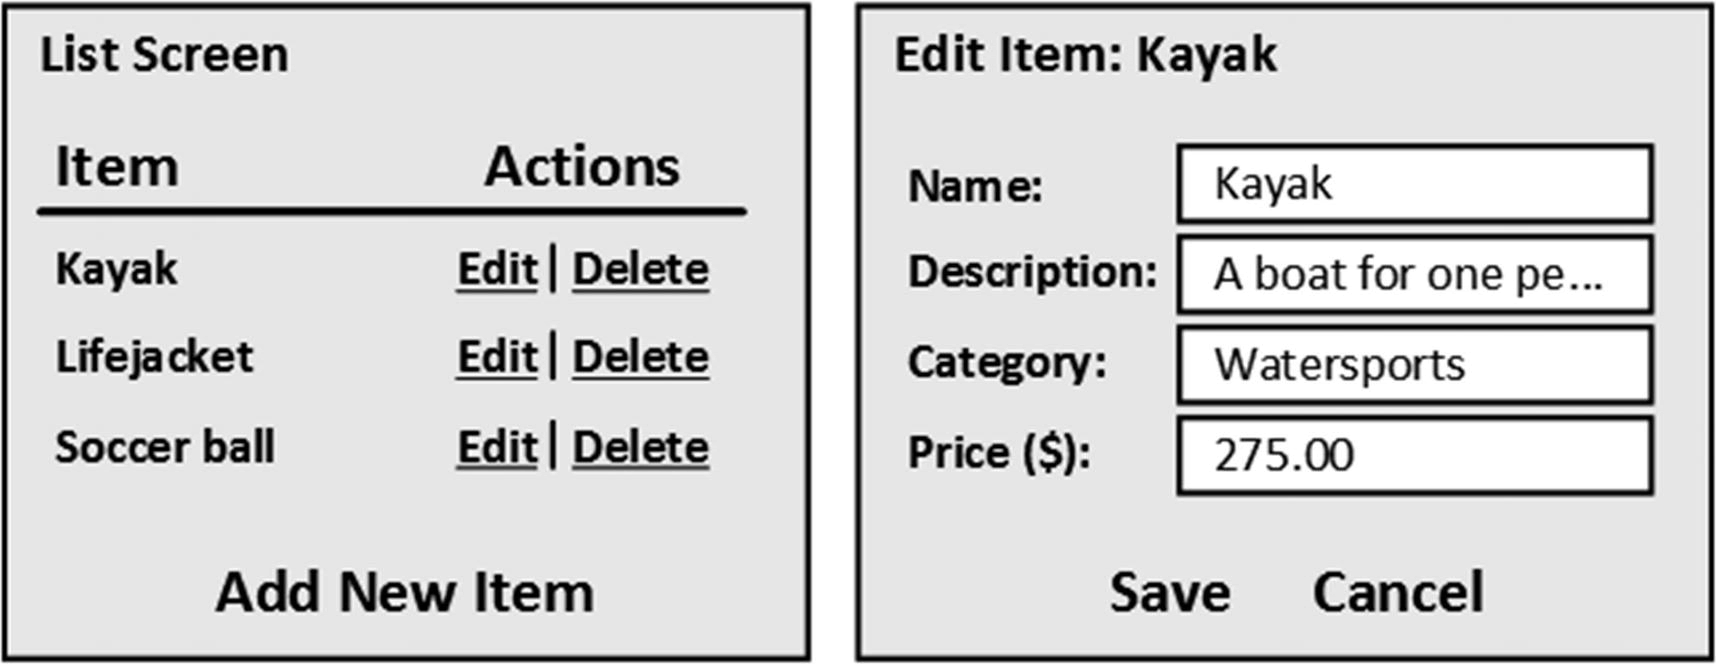 List Screen
Item Actions
Kayak Edit | Delete
Lifejacket Edit | Delete
Soccer ball Edit | Delete
Add New Item
Edit Item: Kayak
Name: Kayak
Description: A boat for one pe...
Category: Watersports
Price ($): 275.00
Save Cancel